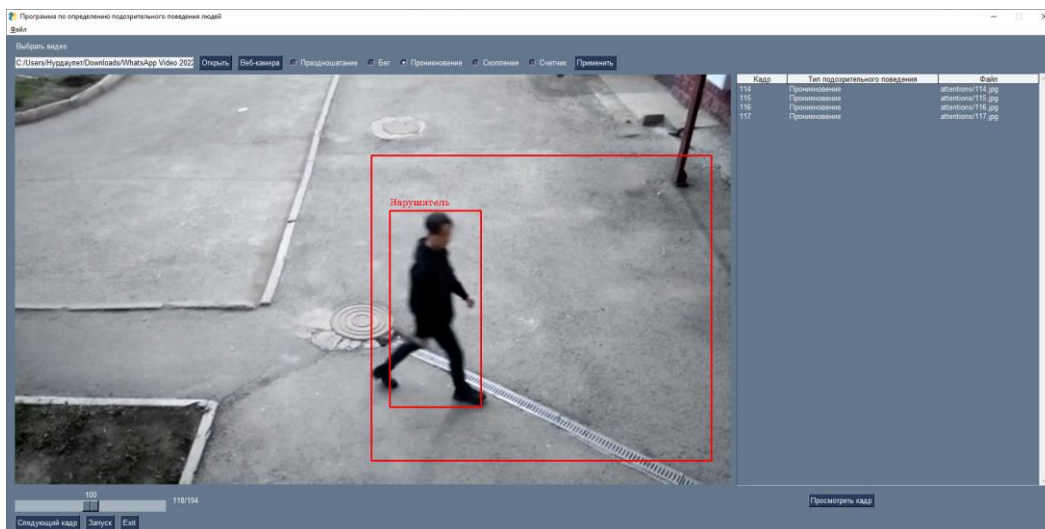 Программа по определению подозрительного поведения людей
Файл
Выбрать видео
C:/Users/Нурдаулет/Downloads/WhatsApp Video 202 Открыть Веб-камера Праздношатание Бег Проникновение Скопление Счетчик Применить
Кадр Тип подозрительного поведения Файл
114 Проникновение attentions/114.jpg
115 Проникновение attentions/115.jpg
116 Проникновение attentions/116.jpg
117 Проникновение attentions/117.jpg
Нарушитель
100
118/194
Просмотреть кадр
Следующий кадр Запуск Exit